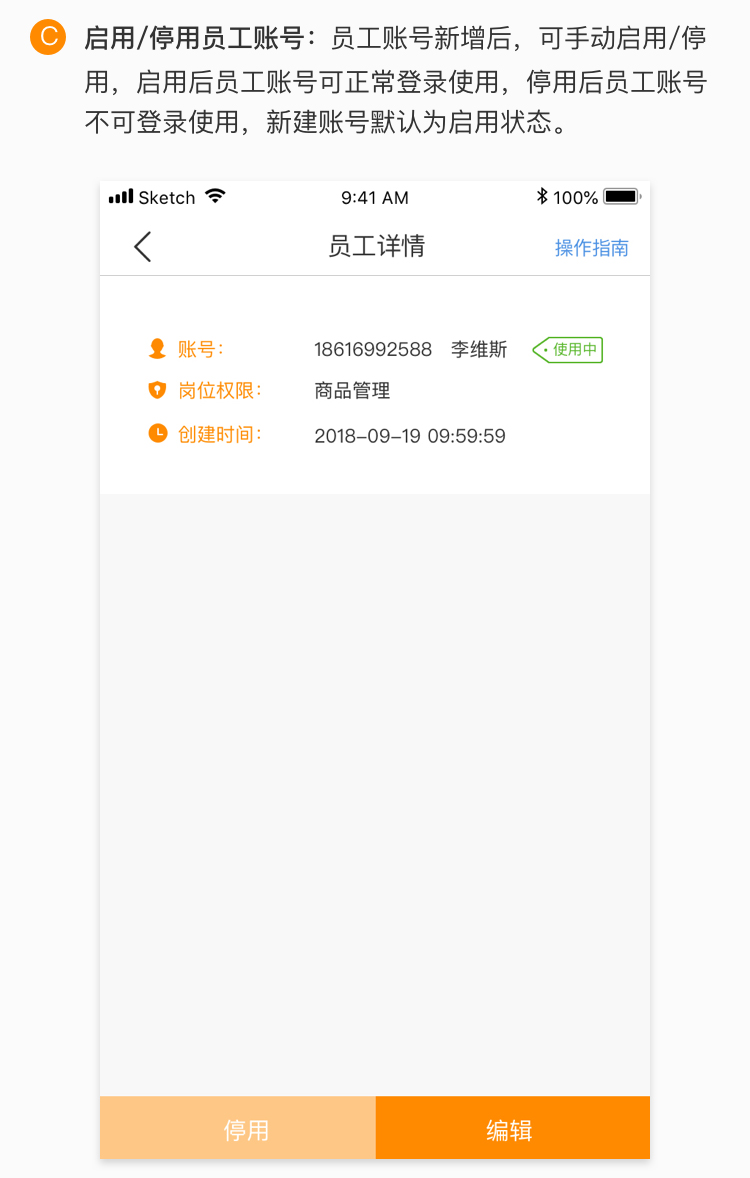 C 启用/停用员工账号：员工账号新增后，可手动启用/停
用，启用后员工账号可正常登录使用，停用后员工账号
不可登录使用，新建账号默认为启用状态。
Sketch 9:41 AM 100%
员工详情 操作指南
账号： 18616992588 李维斯 使用中
岗位权限： 商品管理
创建时间： 2018-09-19 09:59:59
停用 编辑